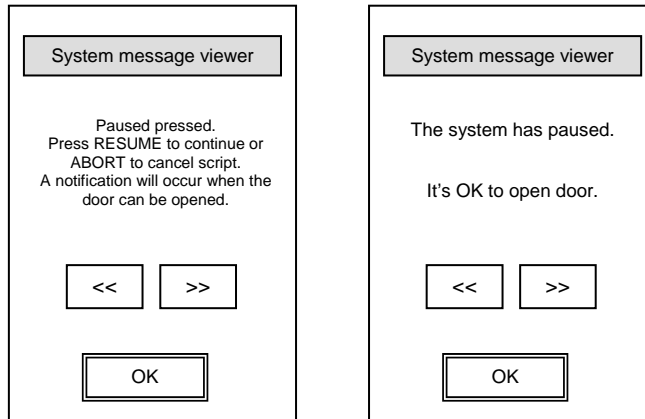 System message viewer
Paused pressed.
Press RESUME to continue or
ABORT to cancel script.
A notification will occur when the
door can be opened.
<< >>
OK
System message viewer
The system has paused.
It's OK to open door.
<< >>
OK